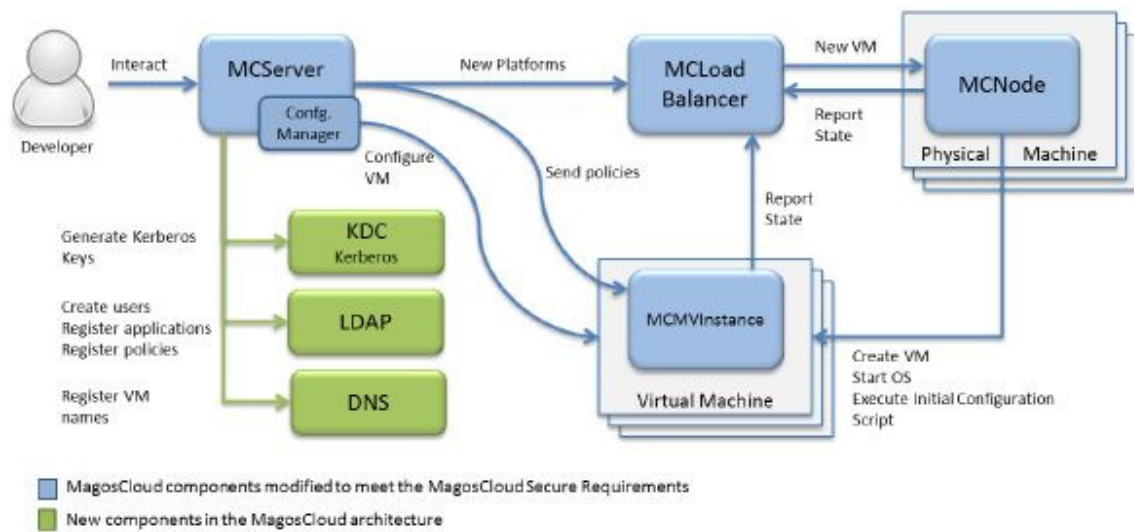 Interact
Developer
MCServer
Confg.
Manager
New Platforms
MCLoad
Balancer
New VM
Report
State
MCNode
Physical Machine
Configure
VM
Send policies
Report
State
Generate Kerberos
Keys
KDC
Kerberos
Create users
Register applications
Register policies
LDAP
Register VM
names
DNS
MCMVInstance
Virtual Machine
Create VM
Start OS
Execute Initial Configuration
Script
MagosCloud components modified to meet the MagosCloud Secure Requirements
New components in the MagosCloud architecture